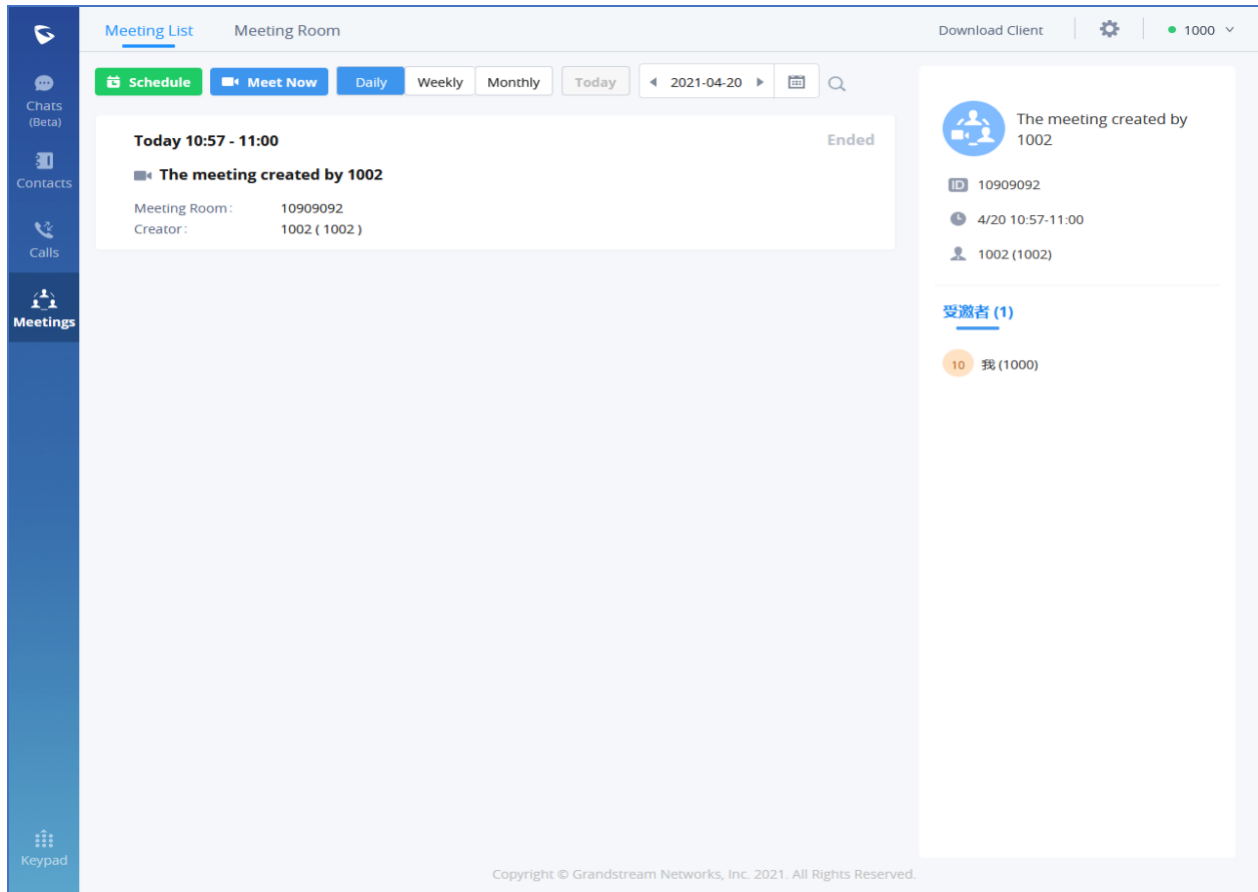 Meeting List
Meeting Room
Download Client
1000
Chats
(Beta)
Contacts
Calls
Meetings
Keypad
Schedule
Meet Now
Daily
Weekly
Monthly
Today
2021-04-20
Today 10:57 - 11:00
Ended
The meeting created by 1002
Meeting Room:
10909092
Creator:
1002 ( 1002 )
The meeting created by
1002
ID
10909092
4/20 10:57-11:00
1002 (1002)
受邀者 (1)
10
我 (1000)
Copyright © Grandstream Networks, Inc. 2021. All Rights Reserved.